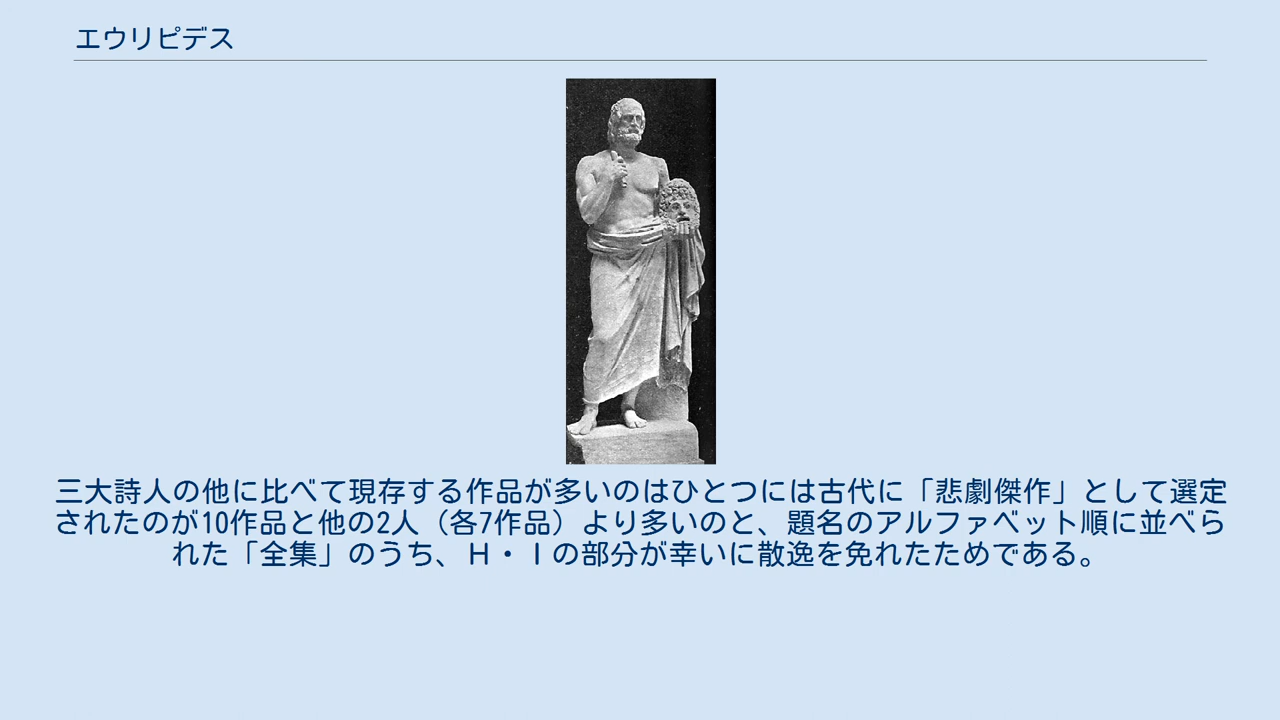 エウリピデス
三大詩人の他に比べて現存する作品が多いのはひとつには古代に「悲劇傑作」として選定
されたのが10作品と他の2人（各7作品）より多いのと、題名のアルファベット順に並べら
れた「全集」のうち、Ｈ・Ｉの部分が幸いに散逸を免れたためである。